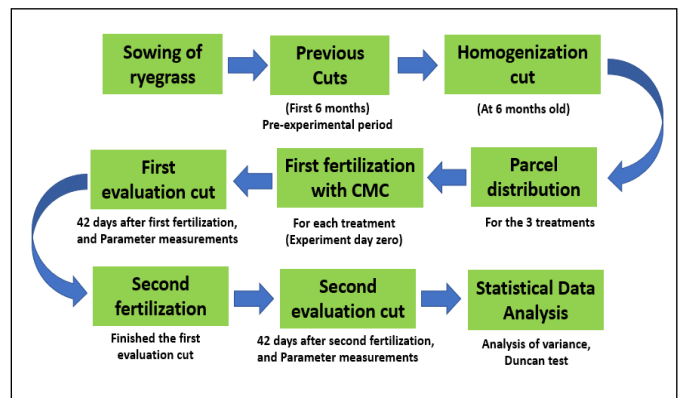 Sowing of
ryegrass
Previous
Cuts
(First 6 months)
Pre-experimental period
Homogenization
cut
(At 6 months old)
Parcel
distribution
For the 3 treatments
First fertilization
with CMC
For each treatment
(Experiment day zero)
First
evaluation cut
42 days after first fertilization,
and Parameter measurements
Second
fertilization
Finished the first
evaluation cut
Second
evaluation cut
42 days after second fertilization,
and Parameter measurements
Statistical Data
Analysis
Analysis of variance,
Duncan test